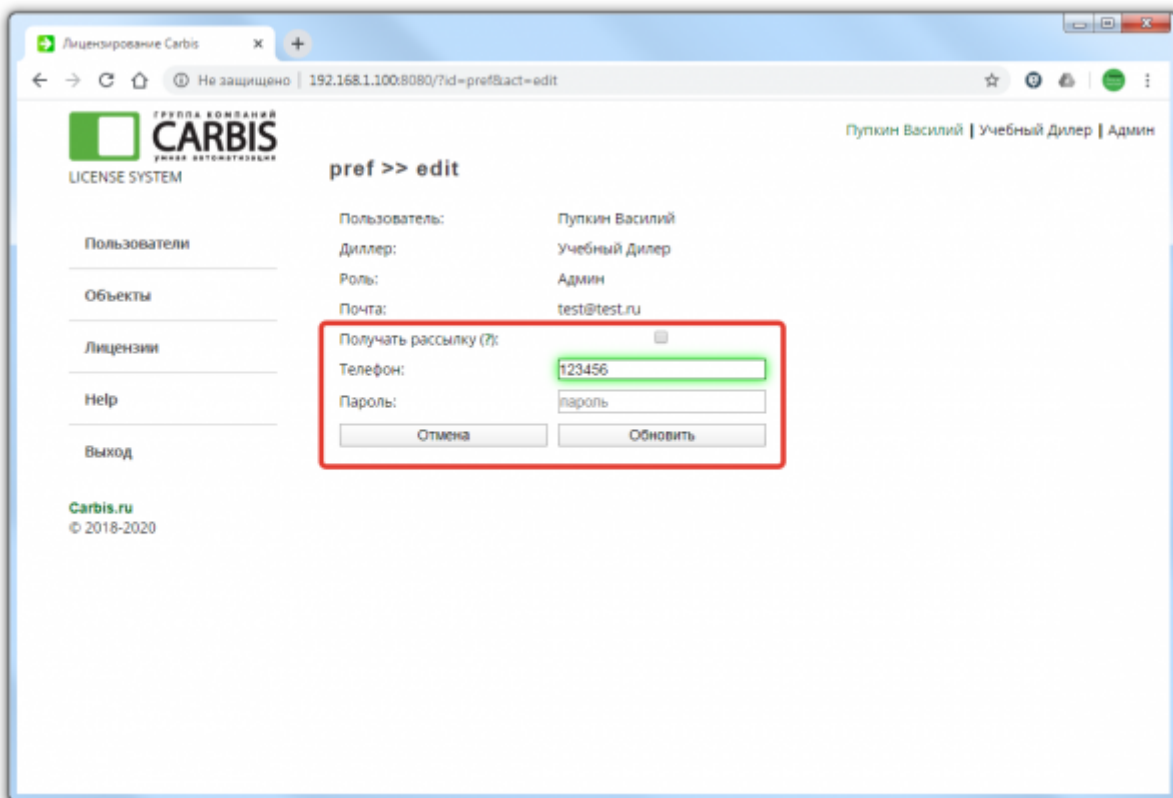 Лицензирование Carbis
Не защищено | 192.168.1.100:8080/?id=pref&act=edit
ГРУППА КОМПАНИЙ
CARBIS
умная автоматизация
LICENSE SYSTEM
Пупкин Василий | Учебный Дилер | Админ
pref >> edit
Пользователь: Пупкин Василий
Диллер: Учебный Дилер
Роль: Админ
Почта: test@test.ru
Получать рассылку (?):
Телефон: 123456
Пароль: пароль
Отмена Обновить
Пользователи
Объекты
Лицензии
Help
Выход
Carbis.ru
© 2018-2020